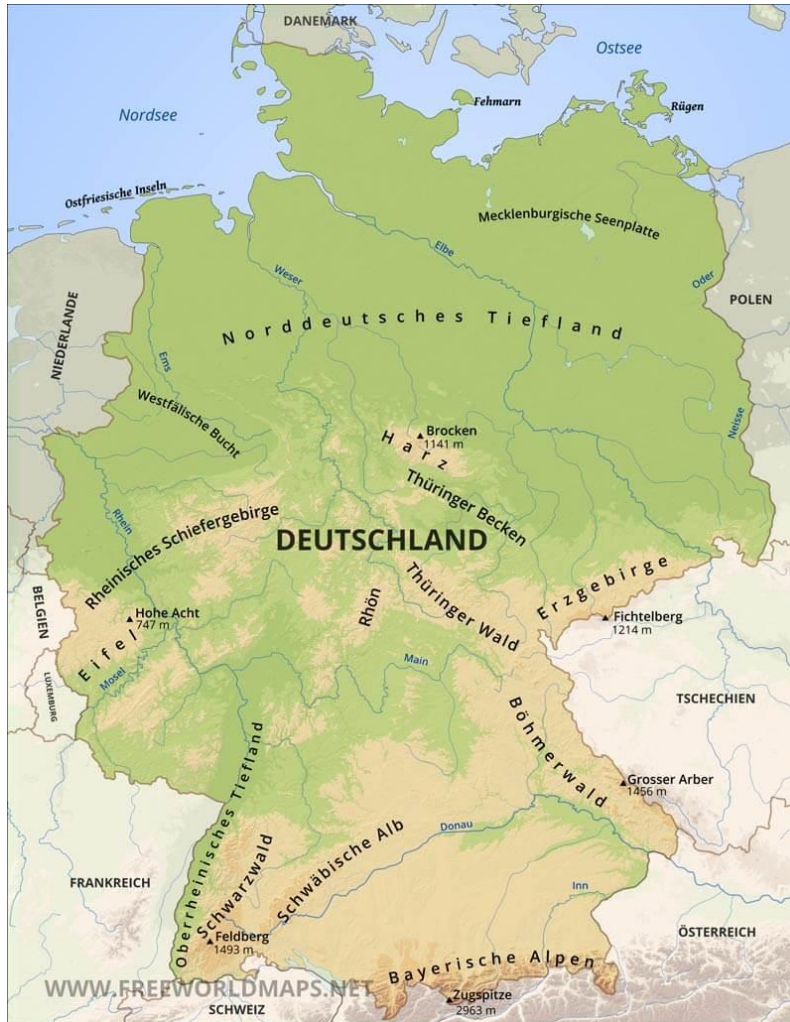 DANEMARK
Ostsee
Nordsee
Fehmarn
Rügen
Ostfriesische Inseln
Mecklenburgische Seenplatte
Elbe
Weser
Oder
POLEN
NIEDERLANDE
Norddeutsches Tiefland
Ems
Westfälische Bucht
Neisse
Brocken
1141 m
Harz
Thüringer Becken
Rhein
Rheinisches Schiefergebirge
DEUTSCHLAND
Erzgebirge
Thüringer Wald
Rhön
BELGIEN
Hohe Acht
747 m
Fichtelberg
1214 m
Eifel
Mosel
Main
LUXEMBURG
TSCHECHIEN
Böhmerwald
Oberrheinisches Tiefland
Grosser Arber
1456 m
Donau
Schwäbische Alb
Schwarzwald
FRANKREICH
Inn
ÖSTERREICH
Feldberg
1493 m
Bayerische Alpen
WWW.FREEWORLDMAPS.NET
Zugspitze
2963 m
SCHWEIZ